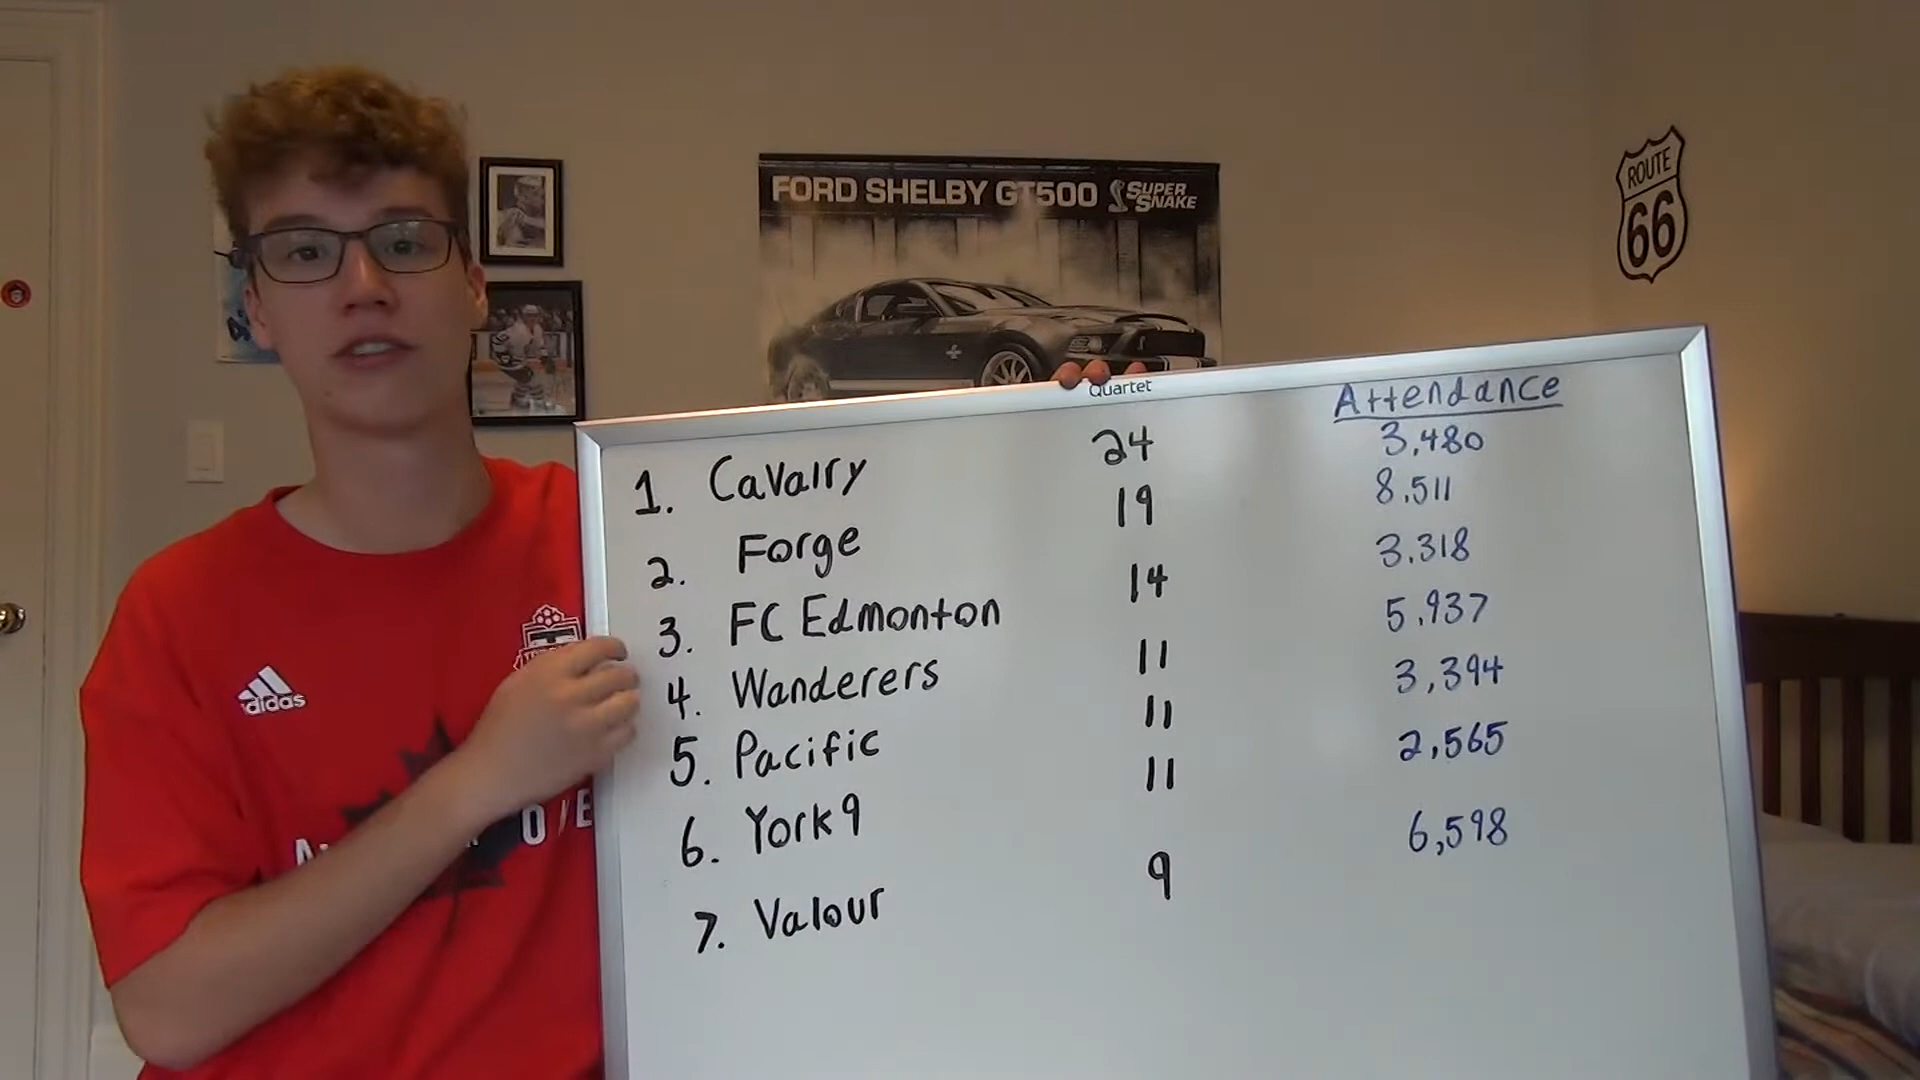 FORD SHELBY GT500 SUPER SNAKE
ROUTE
66
Quartet
Attendance
1. Cavalry 24 3,480
2. Forge 19 8.511
3. FC Edmonton 14 3.318
4. Wanderers 11 5.937
5. Pacific 11 3,394
6. York9 11 2,565
7. Valour 9 6,598
adidas